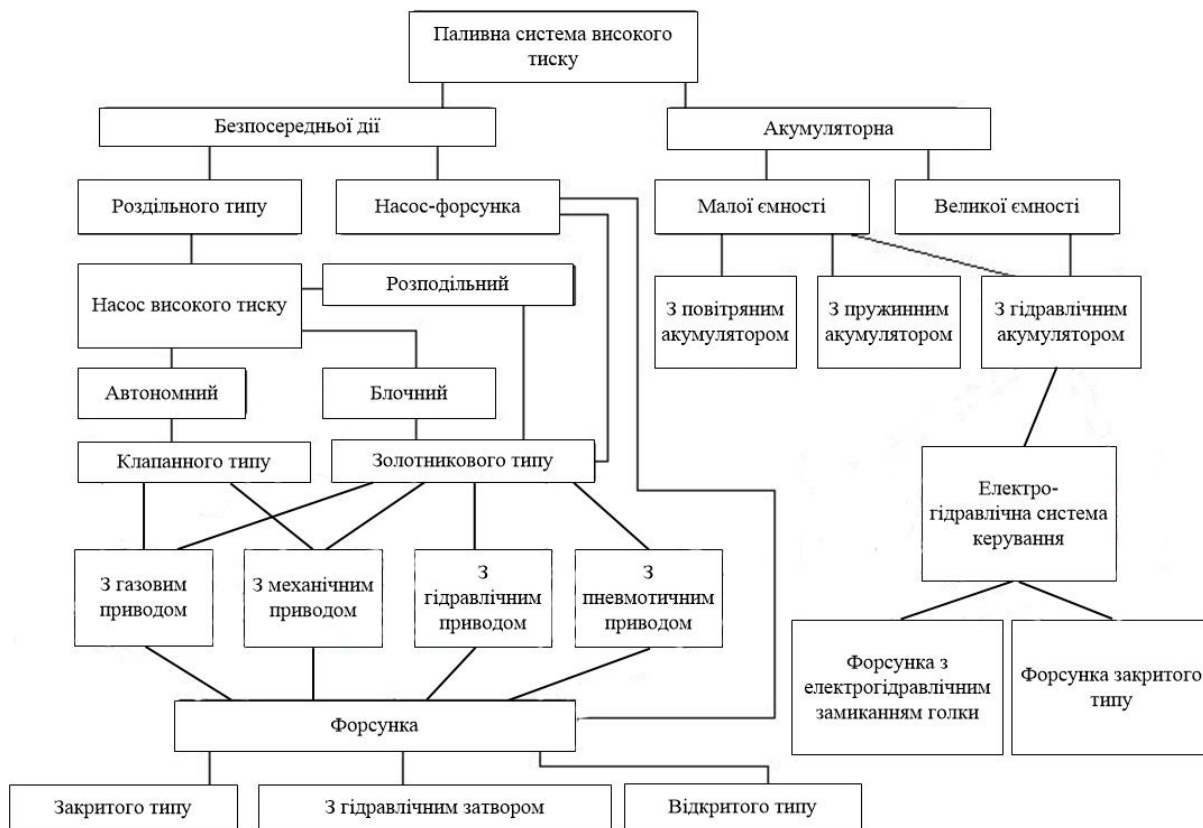 Паливна система високого
тиску
Безпосередньої дії
Акумуляторна
Роздільного типу
Насос-форсунка
Малої ємності
Великої ємності
Насос високого тиску
Розподільний
З повітряним
акумулятором
З пружинним
акумулятором
З гідравлічним
акумулятором
Автономний
Блочний
Клапанного типу
Золотникового типу
Електро-
гідравлічна система
керування
З газовим
приводом
З механічним
приводом
З
гідравлічним
приводом
З
пневмотичним
приводом
Форсунка з
електрогідравлічним
замиканням голки
Форсунка закритого
типу
Форсунка
Закритого типу
З гідравлічним затвором
Відкритого типу